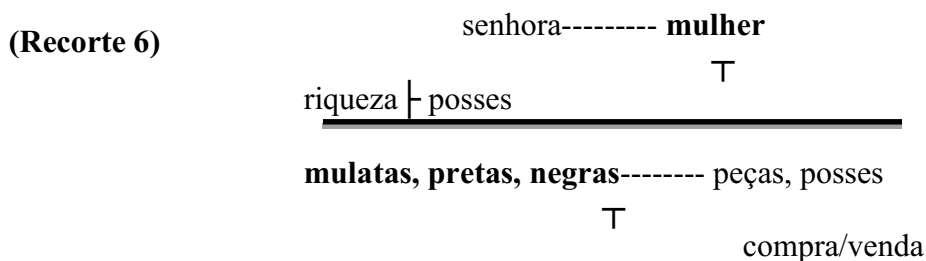 (Recorte 6)
senhora--------- mulher
⊤
riqueza ├ posses
mulatas, pretas, negras-------- peças, posses
⊤
compra/venda